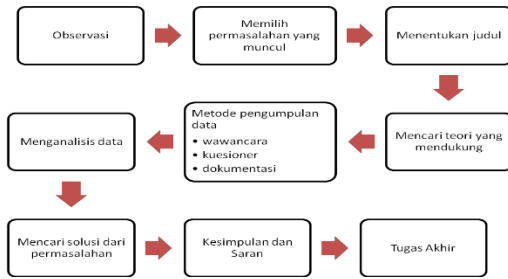 Observasi
Memilih
permasalahan yang
muncul
Menentukan judul
Mencari teori yang
mendukung
Metode pengumpulan
data
• wawancara
• kuesioner
• dokumentasi
Menganalisis data
Mencari solusi dari
permasalahan
Kesimpulan dan
Saran
Tugas Akhir